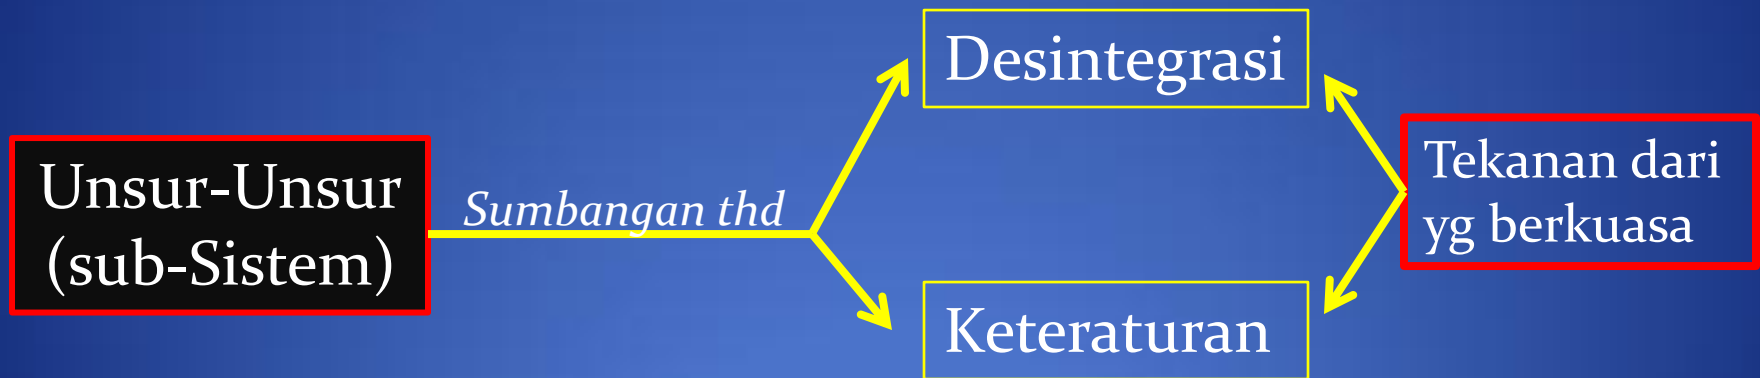 Desintegrasi
Unsur-Unsur
(sub-Sistem)
Sumbangan thd
Tekanan dari
yg berkuasa
Keteraturan